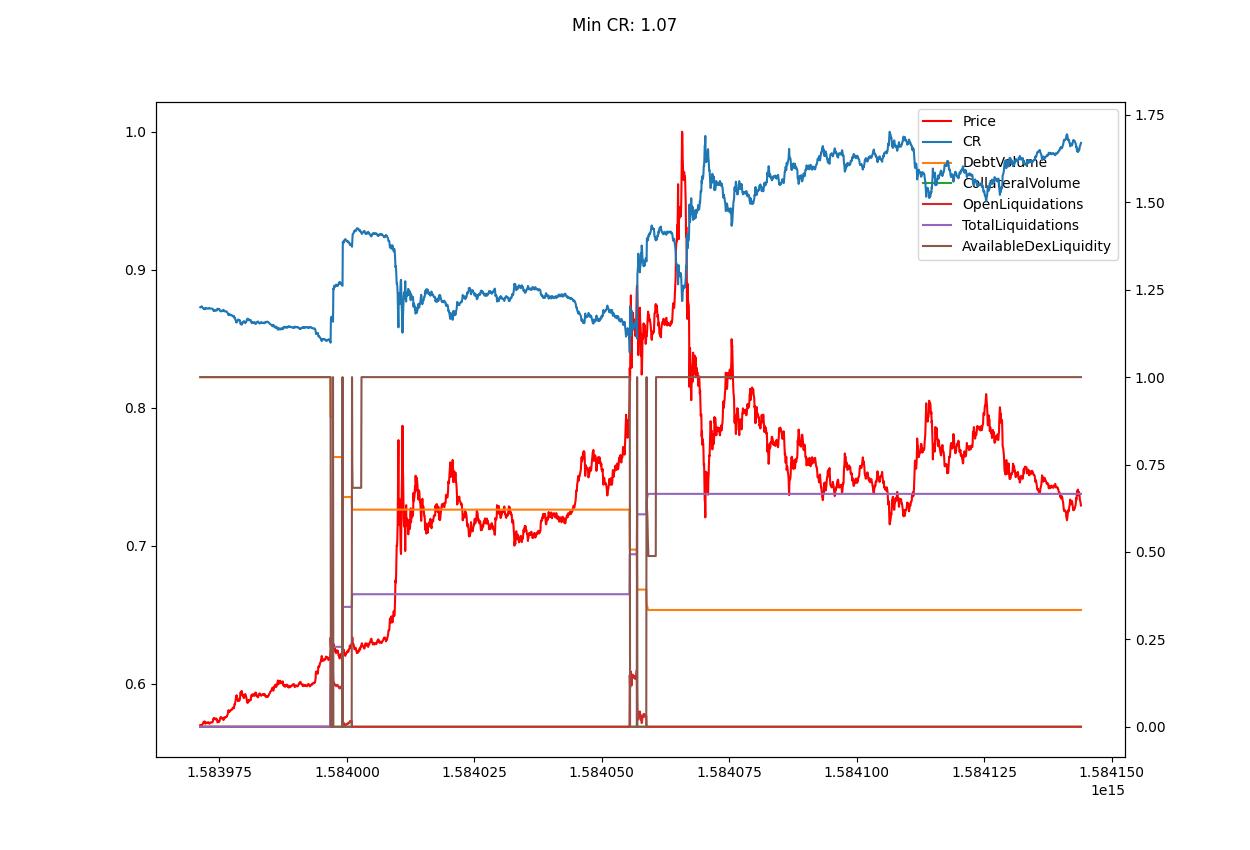 Min CR: 1.07
1.0
0.9
0.8
0.7
0.6
1.75
1.50
1.25
1.00
0.75
0.50
0.25
0.00
Price
CR
DebtVolume
CollateralVolume
OpenLiquidations
TotalLiquidations
AvailableDexLiquidity
1.583975 1.584000 1.584025 1.584050 1.584075 1.584100 1.584125 1.584150
1e15